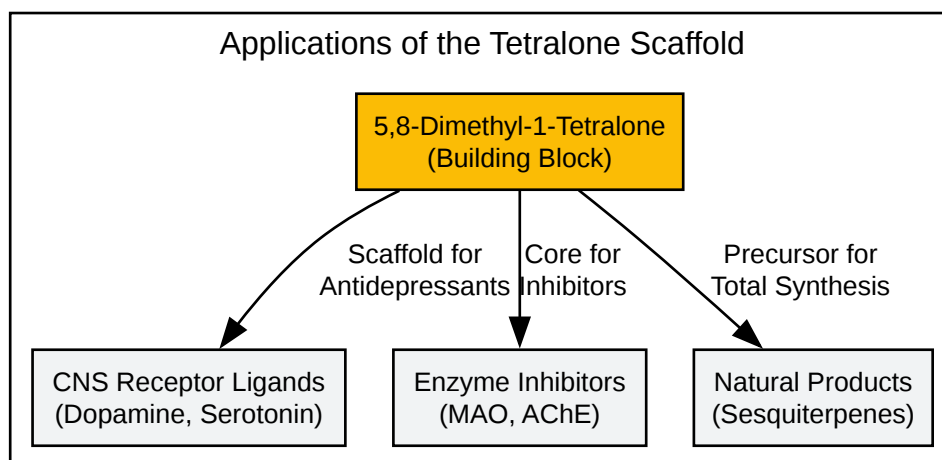 Applications of the Tetralone Scaffold
5,8-Dimethyl-1-Tetralone
(Building Block)
Scaffold for
Antidepressants
Core for
Inhibitors
Precursor for
Total Synthesis
CNS Receptor Ligands
(Dopamine, Serotonin)
Enzyme Inhibitors
(MAO, AChE)
Natural Products
(Sesquiterpenes)